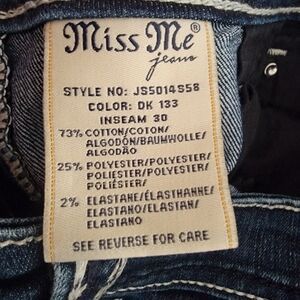 Miss Me®
jeans
STYLE NO: JS5014S58
COLOR: DK 133
INSEAM 30
73% COTTON/COTON/
ALGODÓN/BAUMWOLLE/
ALGODÃO
25% POLYESTER/POLYESTER/
POLIÉSTER/POLYESTER/
POLIÉSTER/
2% ELASTANE/ÉLASTHANNE/
ELASTANO/ELASTAN/
ELASTANO
SEE REVERSE FOR CARE